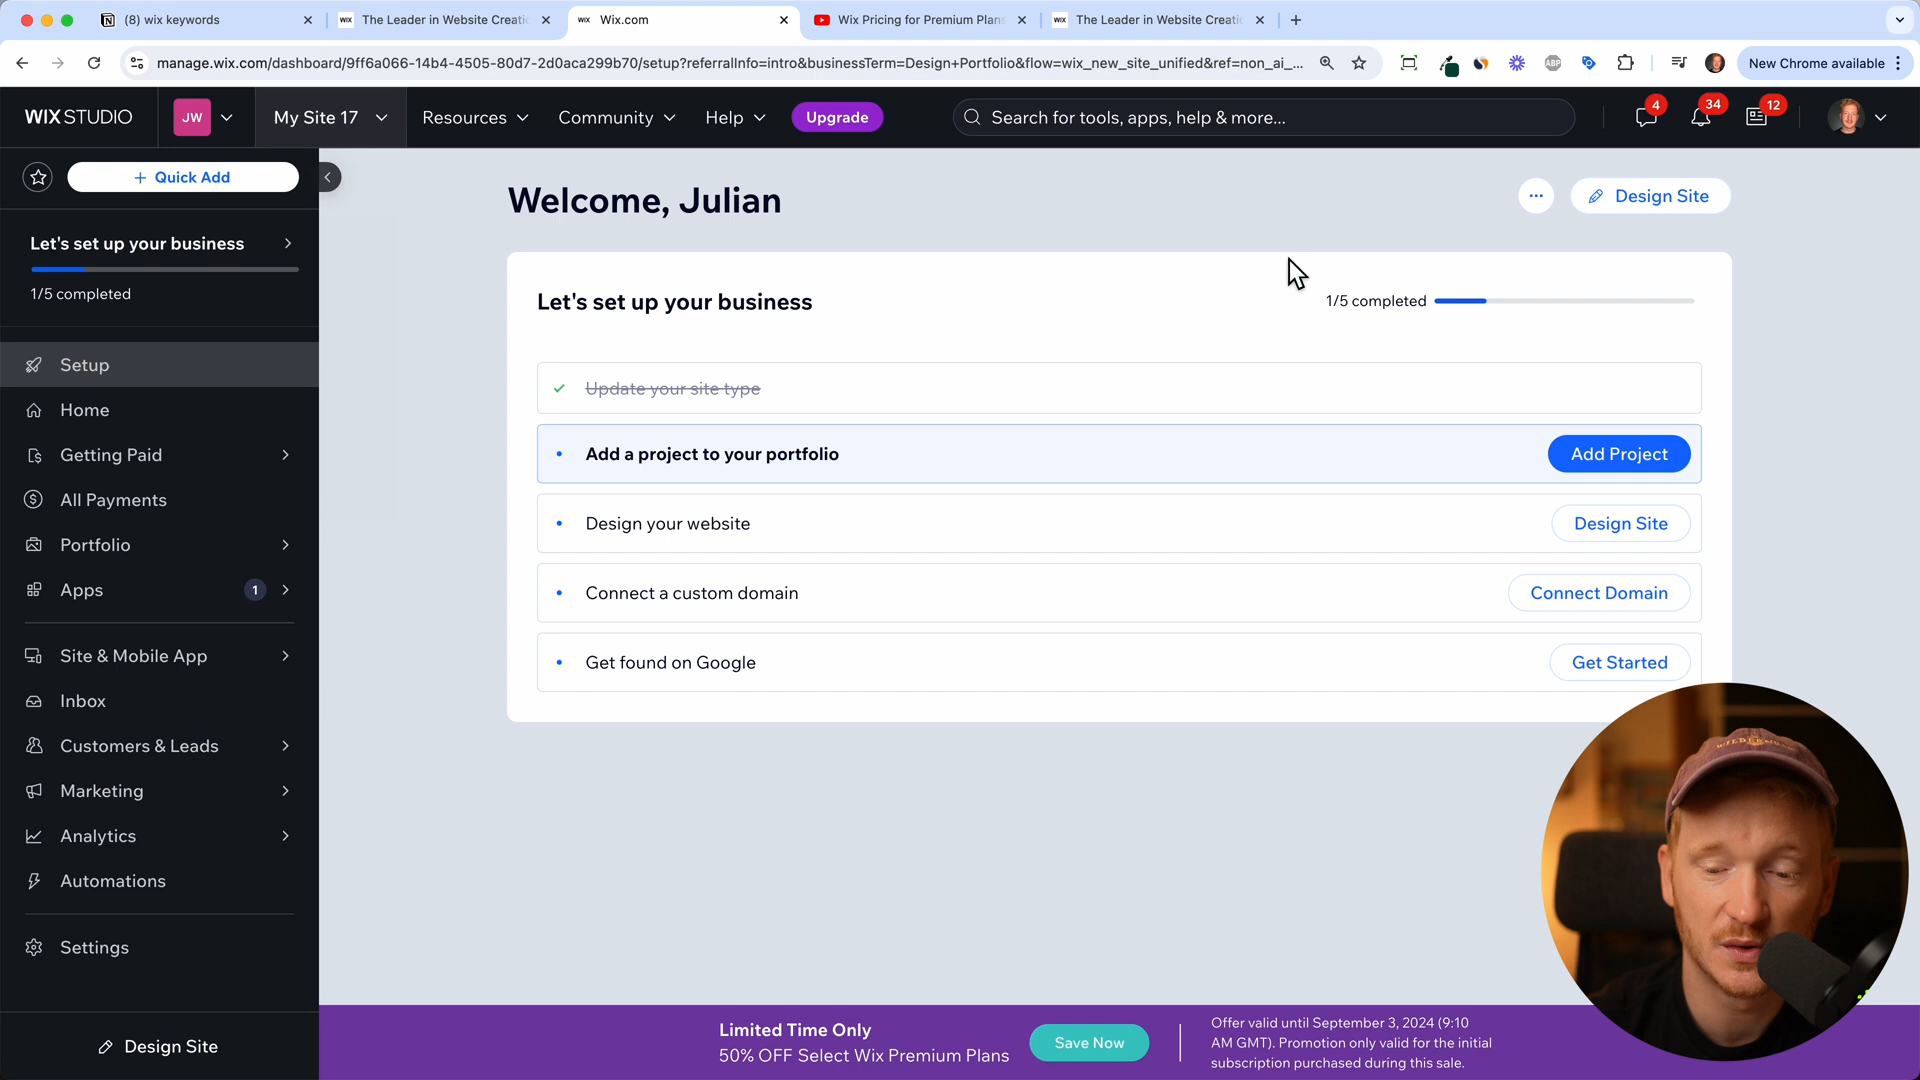 (8) wix keywords
WIX The Leader in Website Creati
WIX Wix.com
Wix Pricing for Premium Plans
WIX The Leader in Website Creati
manage.wix.com/dashboard/9ff6a066-14b4-4505-80d7-2d0aca299b70/setup?referralInfo=intro&businessTerm=Design+Portfolio&flow=wix_new_site_unified&ref=non_ai_...
ABP
New Chrome available
WIX STUDIO
JW
My Site 17
Resources
Community
Help
Upgrade
Search for tools, apps, help & more...
4
34
12
+ Quick Add
Let's set up your business
1/5 completed
Setup
Home
Getting Paid
All Payments
Portfolio
Apps 1
Site & Mobile App
Inbox
Customers & Leads
Marketing
Analytics
Automations
Settings
Design Site
Welcome, Julian
Design Site
Let's set up your business
1/5 completed
Update your site type
Add a project to your portfolio
Add Project
Design your website
Design Site
Connect a custom domain
Connect Domain
Get found on Google
Get Started
Limited Time Only
50% OFF Select Wix Premium Plans
Save Now
Offer valid until September 3, 2024 (9:10
AM GMT). Promotion only valid for the initial
subscription purchased during this sale.